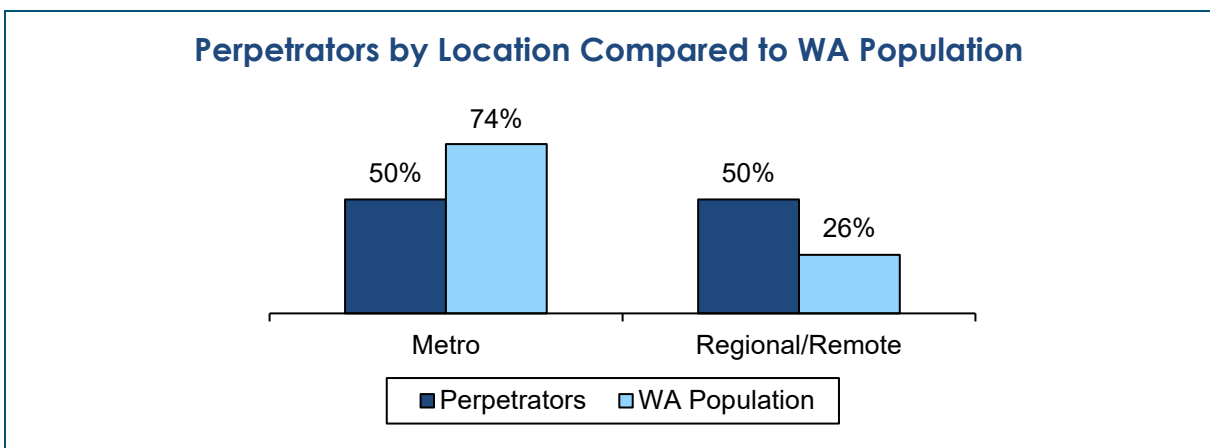 Perpetrators by Location Compared to WA Population
74%
50%
50%
26%
Metro
Regional/Remote
Perpetrators
WA Population